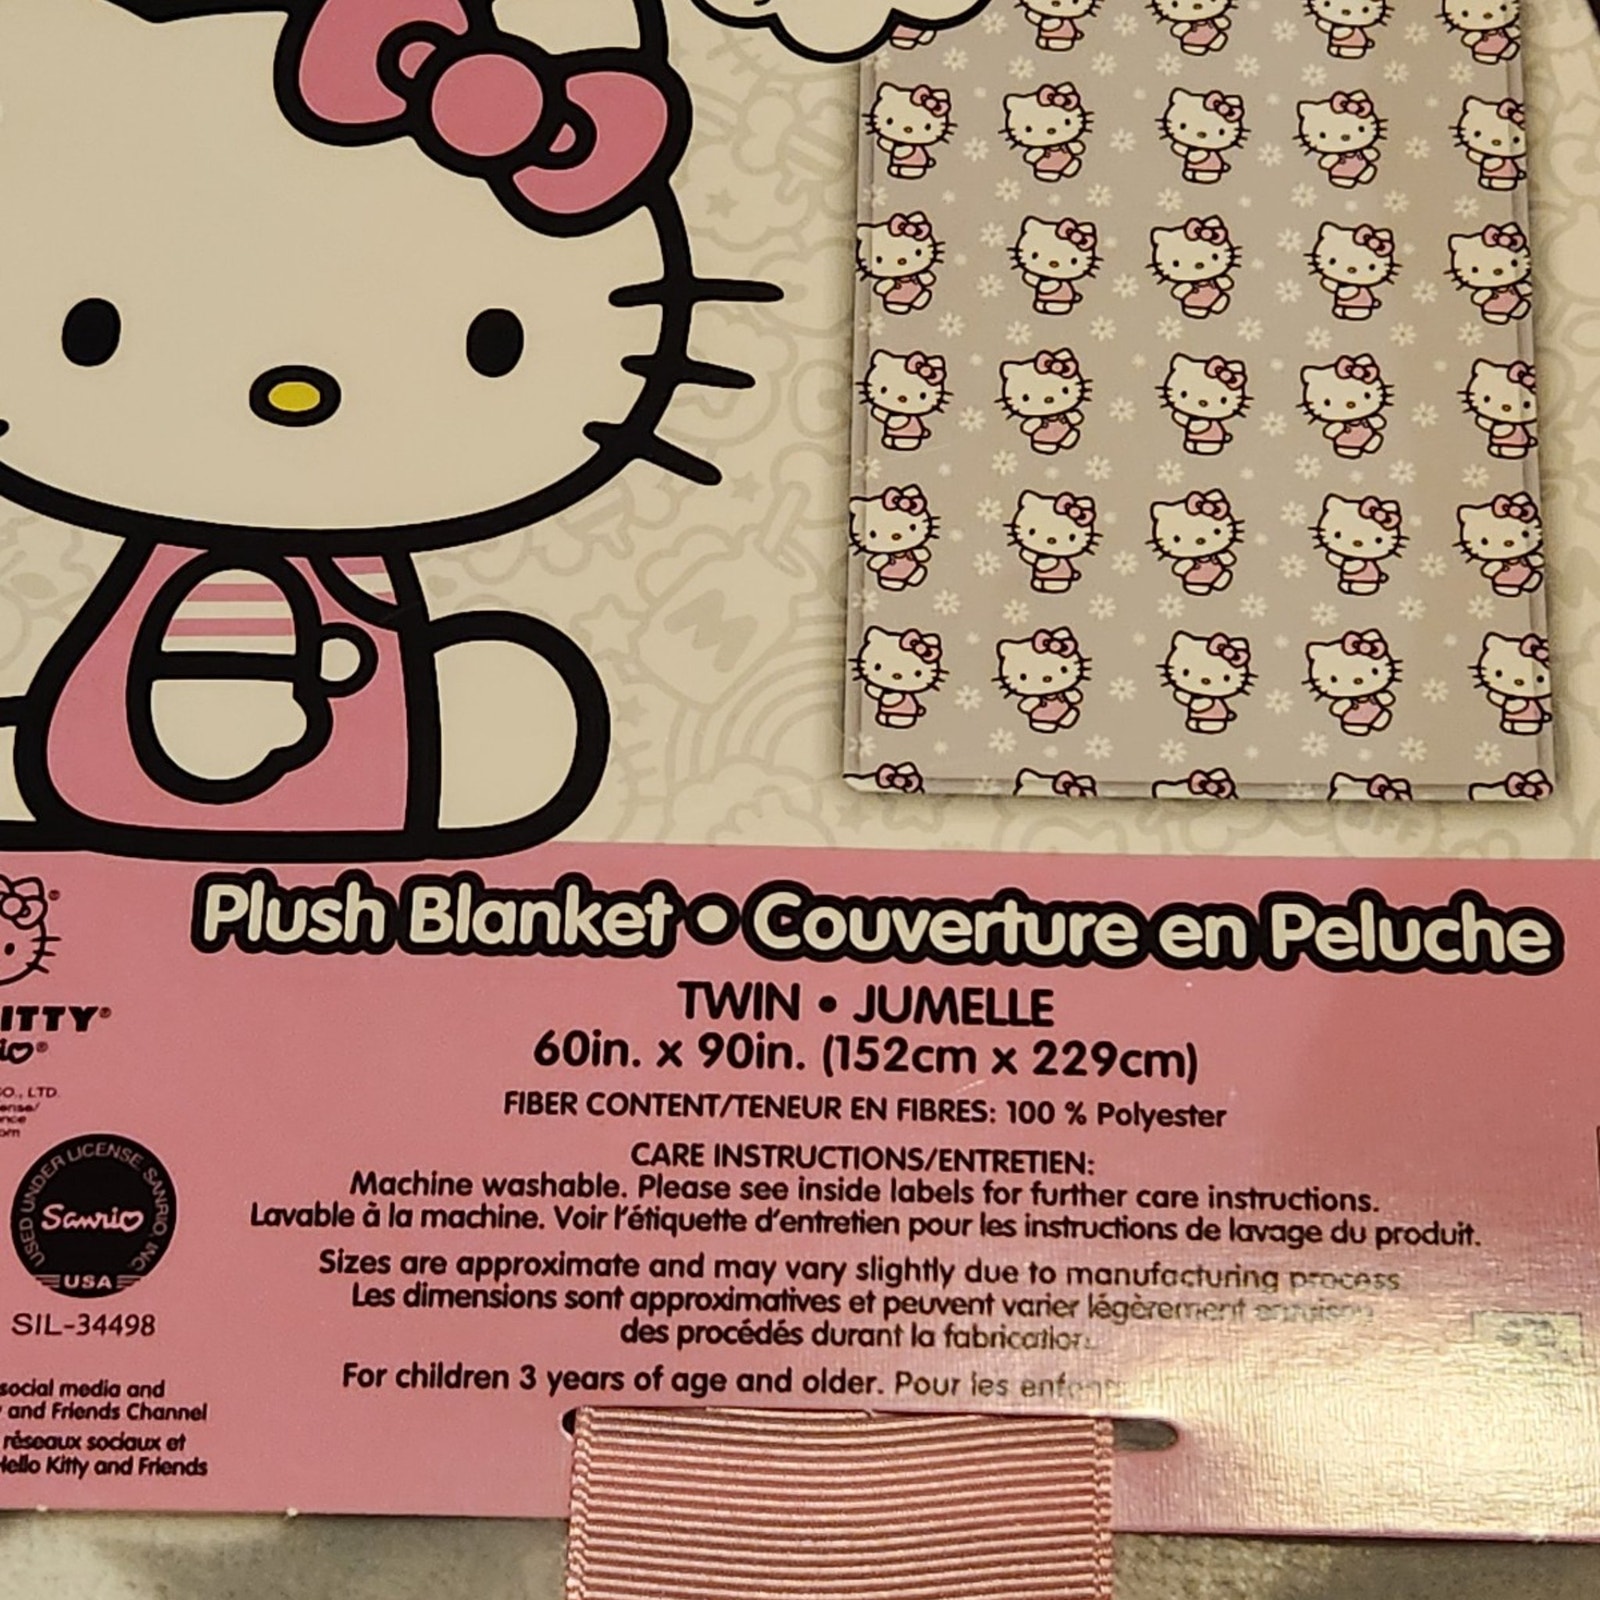 Plush Blanket • Couverture en Peluche
TWIN • JUMELLE
60in. x 90in. (152cm x 229cm)
FIBER CONTENT/TENEUR EN FIBRES: 100 % Polyester
CARE INSTRUCTIONS/ENTRETIEN:
Machine washable. Please see inside labels for further care instructions.
Lavable à la machine. Voir l'étiquette d'entretien pour les instructions de lavage du produit.
Sizes are approximate and may vary slightly due to manufacturing process
Les dimensions sont approximatives et peuvent varier légèrement
des procédés durant la fabrication.
For children 3 years of age and older. Pour les
ITTY®
O., LTD.
USED UNDER LICENSE SANRIO, INC.
Sanrio
USA
SIL-34498
social media and
and Friends Channel
réseaux sociaux et
Hello Kitty and Friends